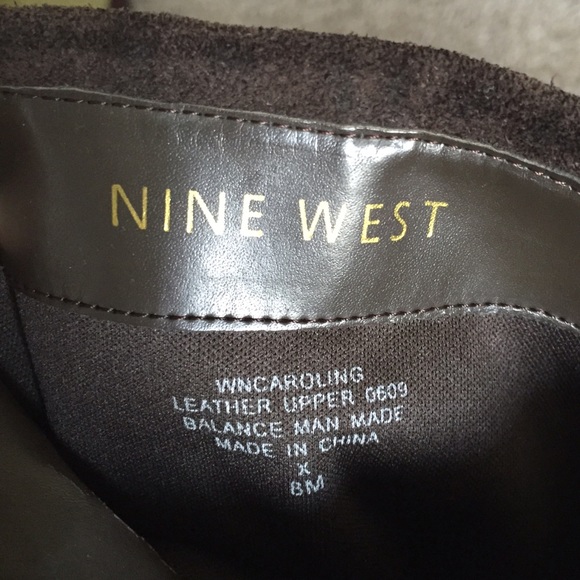 NINE WEST
WNCAROLING
LEATHER UPPER 0609
BALANCE MAN MADE
MADE IN CHINA
X
8M